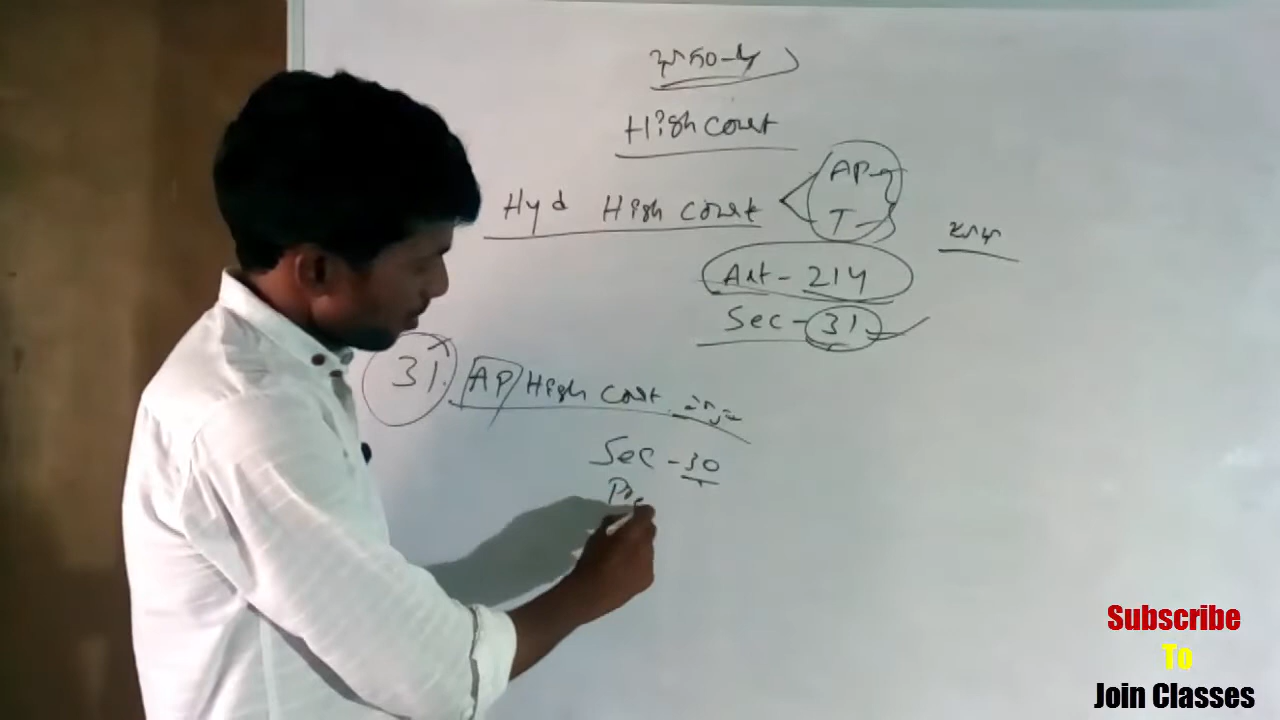 High court
Hyd High court
AP
T
Art - 214
Sec - 31
31. AP High Court
Sec - 30
Pre
Subscribe
To
Join Classes